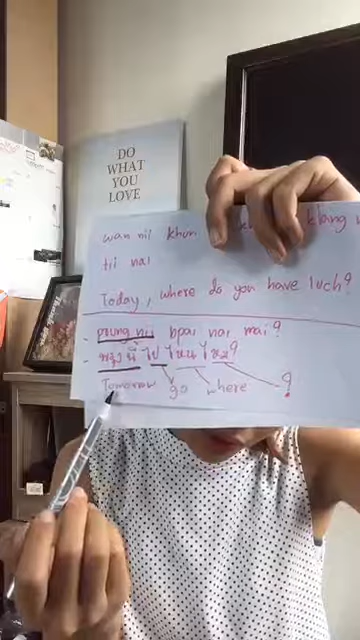 DO
WHAT
YOU
LOVE
wan nii khun
tii nai
Today, where do you have luch?
- prung nii bpai nai mai?
- พรุ่งนี้ ไป ไหน ไหม?
Tomorrow go where ?